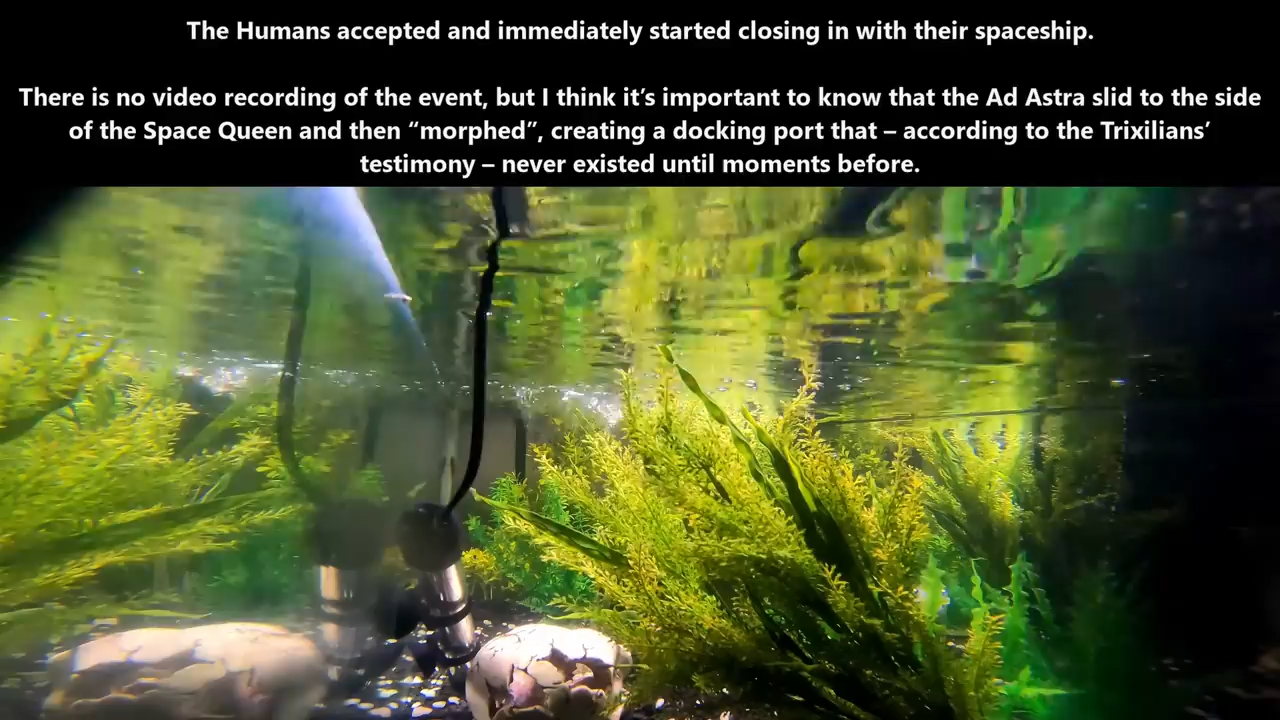 The Humans accepted and immediately started closing in with their spaceship.
There is no video recording of the event, but I think it’s important to know that the Ad Astra slid to the side
of the Space Queen and then “morphed”, creating a docking port that – according to the Trixilians’
testimony – never existed until moments before.